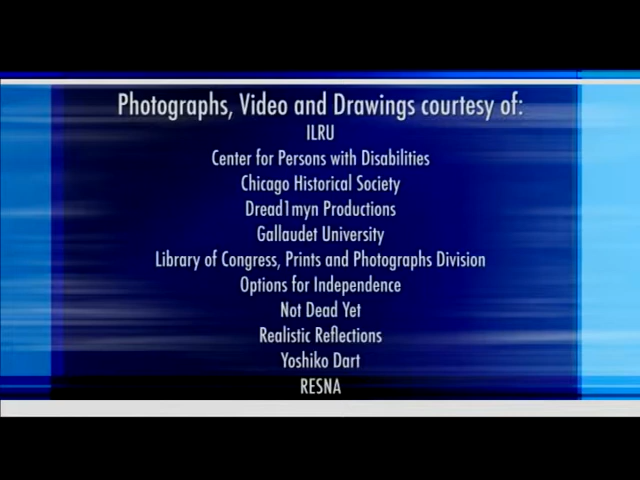 Photographs, Video and Drawings courtesy of:
ILRU
Center for Persons with Disabilities
Chicago Historical Society
Dread1myn Productions
Gallaudet University
Library of Congress, Prints and Photographs Division
Options for Independence
Not Dead Yet
Realistic Reflections
Yoshiko Dart
RESNA